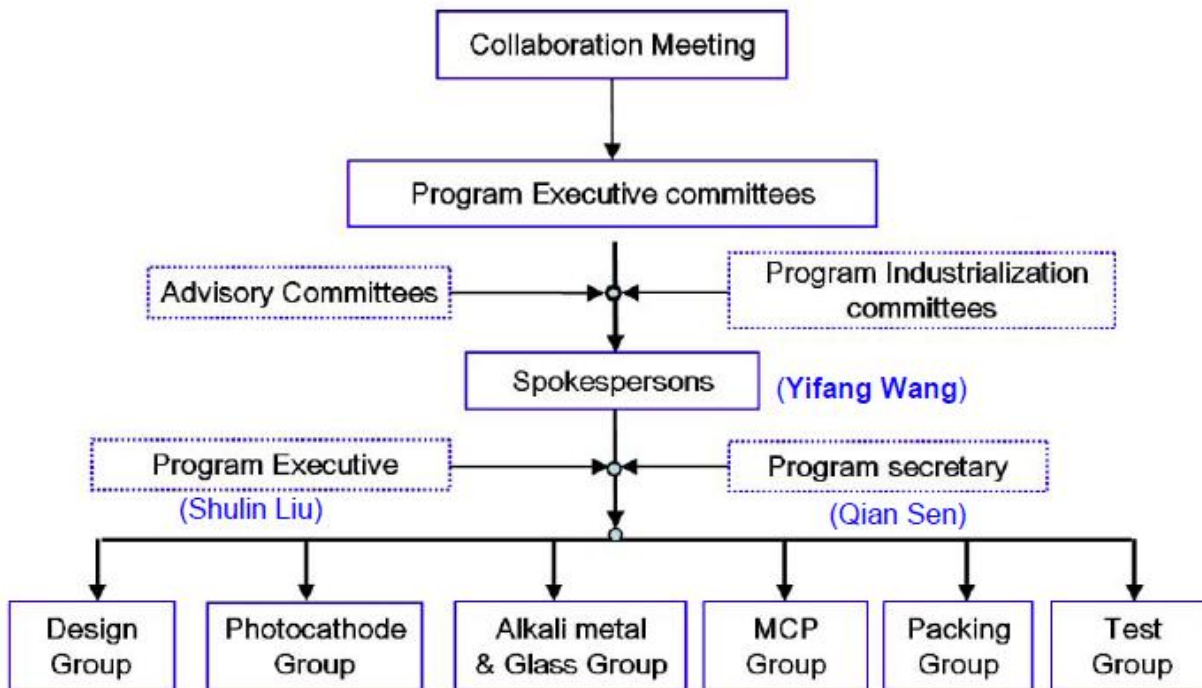 Collaboration Meeting
Program Executive committees
Advisory Committees
Program Industrialization
committees
Spokespersons
(Yifang Wang)
Program Executive
(Shulin Liu)
Program secretary
(Qian Sen)
Design
Group
Photocathode
Group
Alkali metal
& Glass Group
MCP
Group
Packing
Group
Test
Group